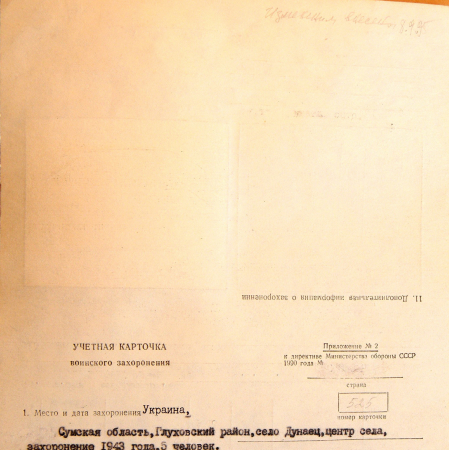 11. Дополнительная информация о захоронении
УЧЕТНАЯ КАРТОЧКА
воинского захоронения
Приложение № 2
к директиве Министерства обороны СССР
1990 года №
страна
номер карточки
1. Место и дата захоронения Украина,
Сумская область,Глуховский район,село Дунаец,центр села,
захоронение 1943 года,5 человек.